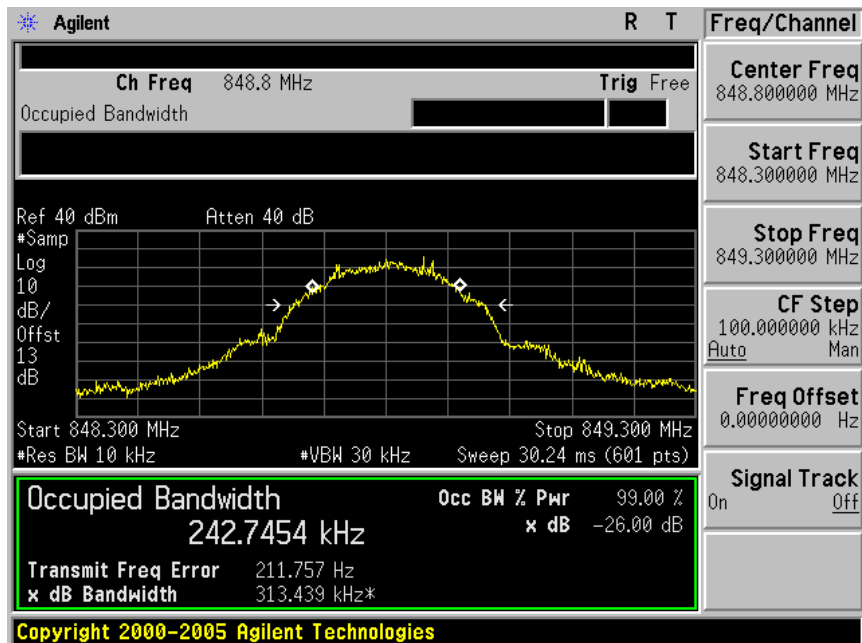 Agilent R T Freq/Channel
Ch Freq 848.8 MHz Trig Free
Occupied Bandwidth
Center Freq
848.800000 MHz
Start Freq
848.300000 MHz
Stop Freq
849.300000 MHz
CF Step
100.000000 kHz
Auto Man
Freq Offset
0.00000000 Hz
Signal Track
On Off
Ref 40 dBm Atten 40 dB
#Samp
Log
10
dB/
Offst
13
dB
Start 848.300 MHz Stop 849.300 MHz
#Res BW 10 kHz #VBW 30 kHz Sweep 30.24 ms (601 pts)
Occupied Bandwidth Occ BW % Pwr 99.00 %
242.7454 kHz x dB -26.00 dB
Transmit Freq Error 211.757 Hz
x dB Bandwidth 313.439 kHz*
Copyright 2000-2005 Agilent Technologies